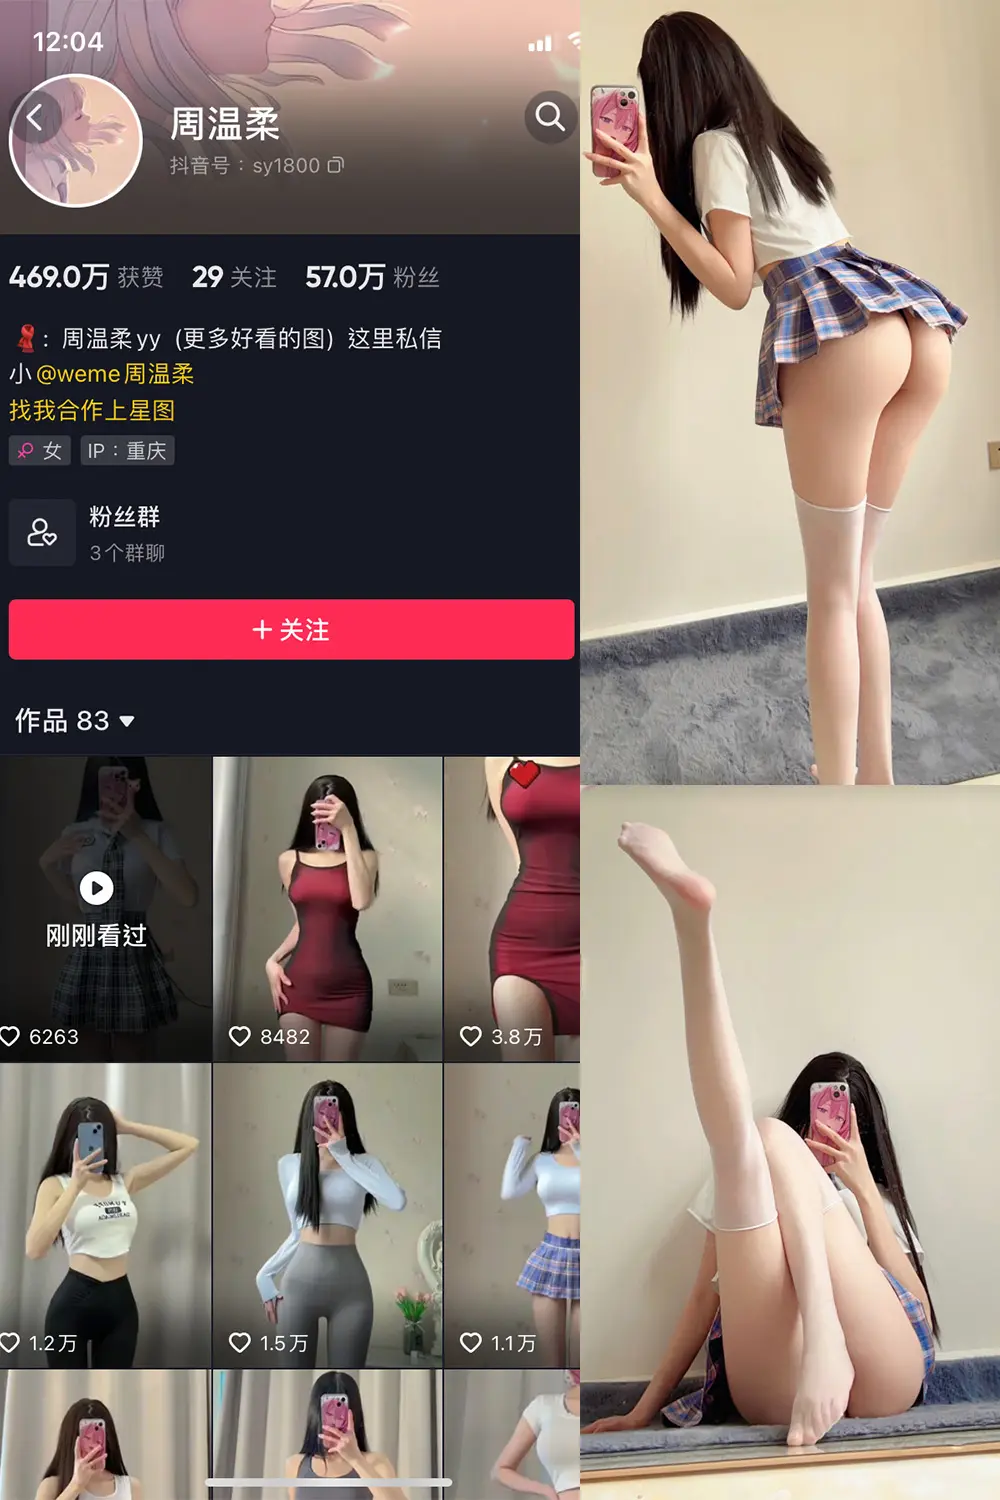 12:04
周温柔
抖音号：sy1800
469.0万 获赞 29 关注 57.0万 粉丝
：周温柔yy（更多好看的图）这里私信
小@weme周温柔
找我合作上星图
女 IP：重庆
粉丝群
3个群聊
+ 关注
作品 83
刚刚看过
6263 8482 3.8万
1.2万 1.5万 1.1万